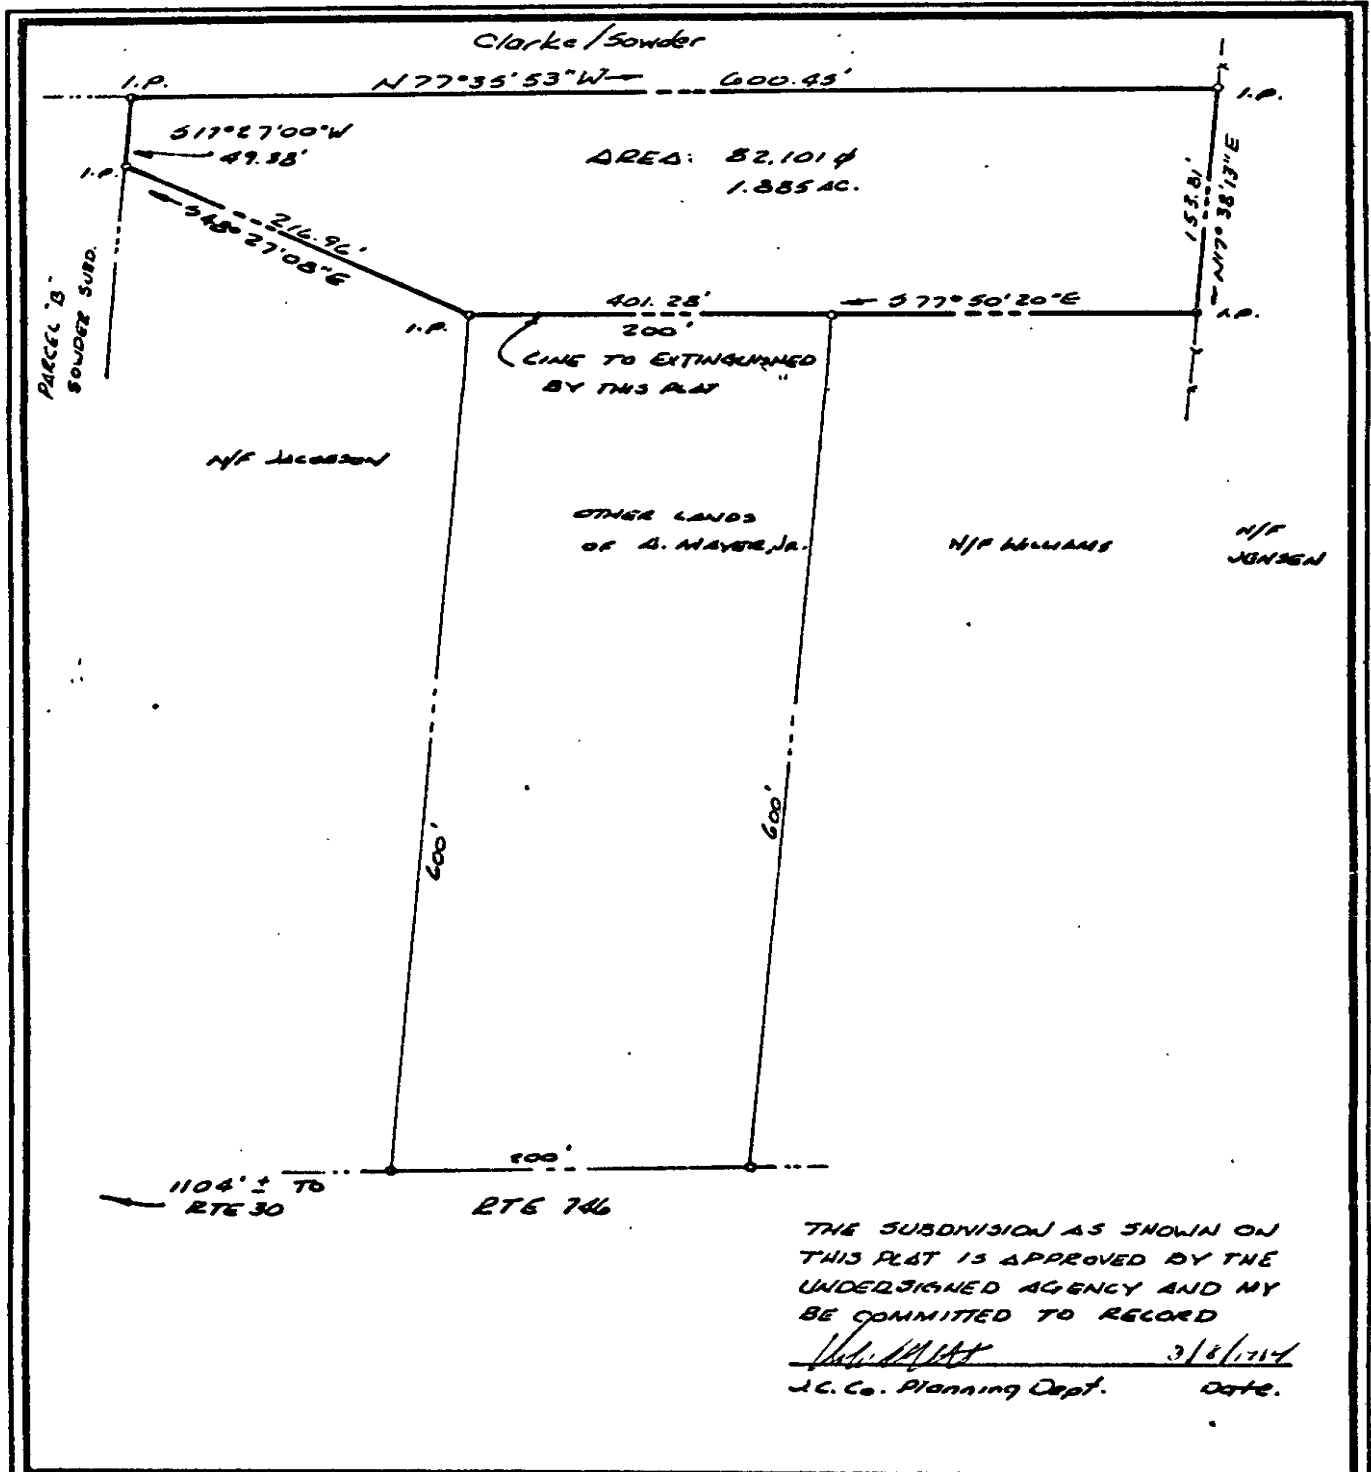 Clarke/Sowder
I.P.
N 77°35'53"W
600.45'
I.P.
S17°27'00"W
49.38'
AREA: 82,101 ⌀
1.885 AC.
153.81'
N17°38'13"E
I.P.
216.96'
S48°27'08"E
PARCEL "B"
SOWDER SUBD.
I.P.
401.28'
S77°50'20"E
I.P.
200'
LINE TO EXTINGUISHED
BY THIS PLAT
N/F JACOBSON
OTHER LANDS
OF A. MAYER, JR.
N/F WILLIAMS
N/F
JENSEN
600'
600'
200'
1104' ± TO
RTE 30
RTE 746
THE SUBDIVISION AS SHOWN ON
THIS PLAT IS APPROVED BY THE
UNDERSIGNED AGENCY AND MY
BE COMMITTED TO RECORD
J.C. Co. Planning Dept.
Date.